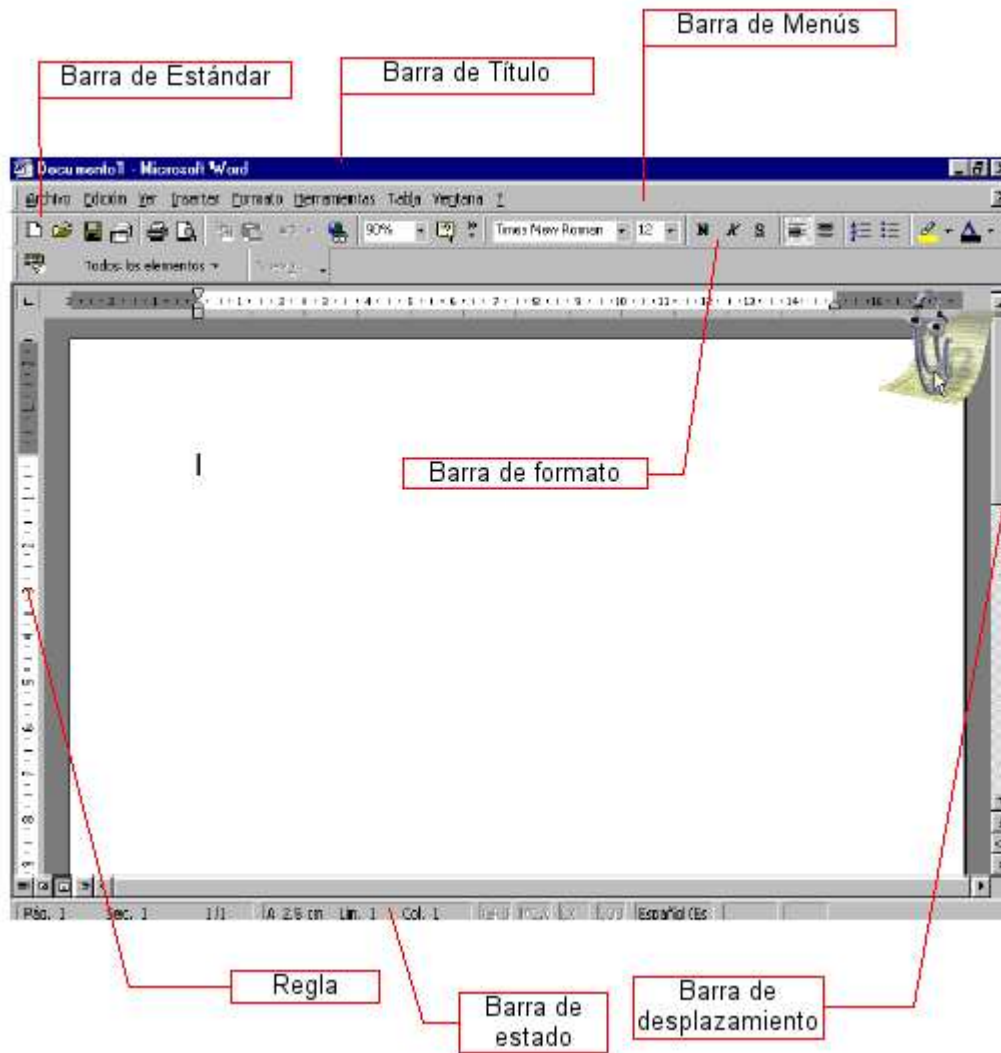 Barra de Menús
Barra de Estándar
Barra de Título
Documento1 - Microsoft Word
Archivo Edición Ver Insertar Formato Herramientas Tabla Ventana ?
90% Times New Roman 12 N K S
Todos los elementos
Barra de formato
Pág. 1 Sec. 1 1/1 A 2,5 cm Lín. 1 Col. 1 Español (Es
Regla
Barra de
estado
Barra de
desplazamiento